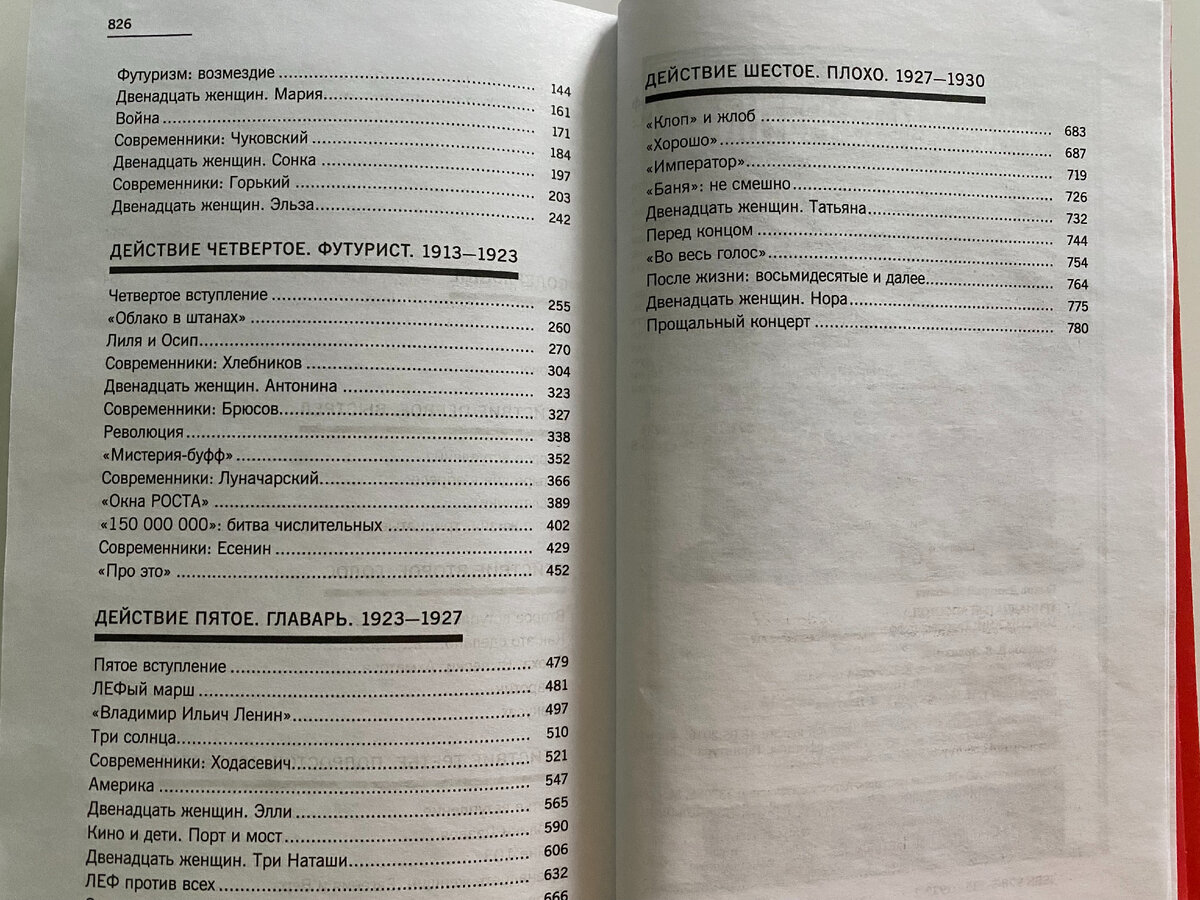 826
Футуризм: возмездие 144
Двенадцать женщин. Мария 161
Война 171
Современники: Чуковский 184
Двенадцать женщин. Сонка 197
Современники: Горький 203
Двенадцать женщин. Эльза 242
ДЕЙСТВИЕ ЧЕТВЕРТОЕ. ФУТУРИСТ. 1913—1923
Четвертое вступление 255
«Облако в штанах» 260
Лиля и Осип 270
Современники: Хлебников 304
Двенадцать женщин. Антонина 323
Современники: Брюсов 327
Революция 338
«Мистерия-буфф» 352
Современники: Луначарский 366
«Окна РОСТА» 389
«150 000 000»: битва числительных 402
Современники: Есенин 429
«Про это» 452
ДЕЙСТВИЕ ПЯТОЕ. ГЛАВАРЬ. 1923—1927
Пятое вступление 479
ЛЕФый марш 481
«Владимир Ильич Ленин» 497
Три солнца 510
Современники: Ходасевич 521
Америка 547
Двенадцать женщин. Элли 565
Кино и дети. Порт и мост 590
Двенадцать женщин. Три Наташи 606
ЛЕФ против всех 632
666
ДЕЙСТВИЕ ШЕСТОЕ. ПЛОХО. 1927—1930
«Клоп» и жлоб 683
«Хорошо» 687
«Император» 719
«Баня»: не смешно 726
Двенадцать женщин. Татьяна 732
Перед концом 744
«Во весь голос» 754
После жизни: восьмидесятые и далее 764
Двенадцать женщин. Нора 775
Прощальный концерт 780